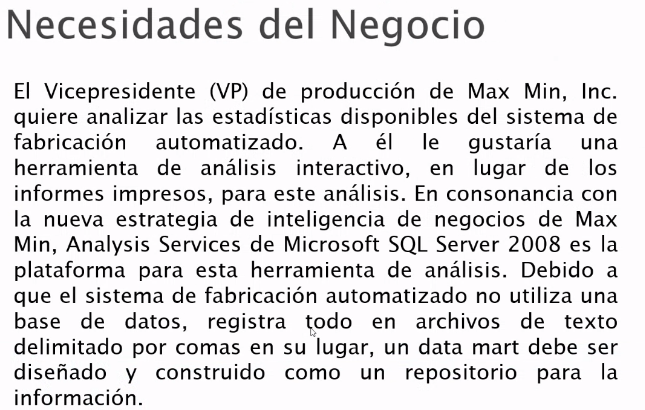 Necesidades del Negocio
El Vicepresidente (VP) de producción de Max Min, Inc.
quiere analizar las estadísticas disponibles del sistema de
fabricación automatizado. A él le gustaría una
herramienta de análisis interactivo, en lugar de los
informes impresos, para este análisis. En consonancia con
la nueva estrategia de inteligencia de negocios de Max
Min, Analysis Services de Microsoft SQL Server 2008 es la
plataforma para esta herramienta de análisis. Debido a
que el sistema de fabricación automatizado no utiliza una
base de datos, registra todo en archivos de texto
delimitado por comas en su lugar, un data mart debe ser
diseñado y construido como un repositorio para la
información.